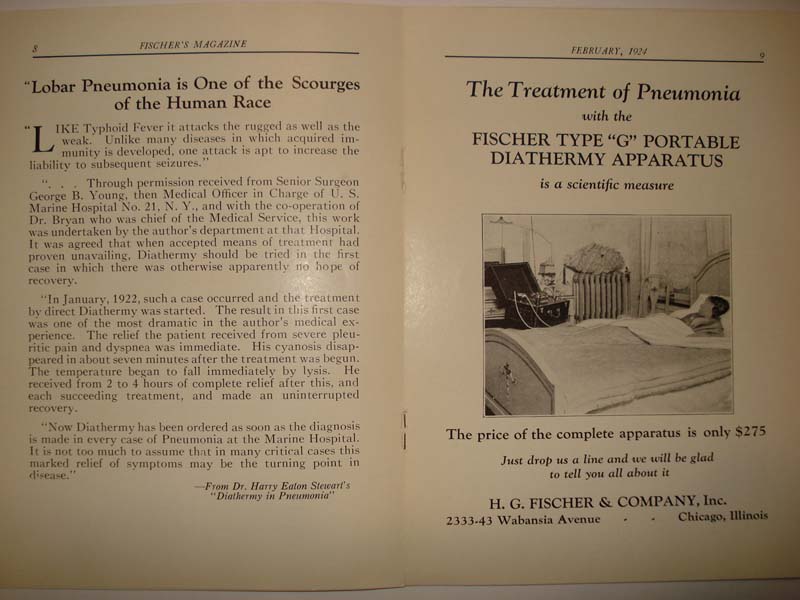 8
FISCHER'S MAGAZINE
"Lobar Pneumonia is One of the Scourges
of the Human Race
"LIKE Typhoid Fever it attacks the rugged as well as the
weak. Unlike many diseases in which acquired im-
munity is developed, one attack is apt to increase the
liability to subsequent seizures."
". . . Through permission received from Senior Surgeon
George B. Young, then Medical Officer in Charge of U. S.
Marine Hospital No. 21, N. Y., and with the co-operation of
Dr. Bryan who was chief of the Medical Service, this work
was undertaken by the author's department at that Hospital.
It was agreed that when accepted means of treatment had
proven unavailing, Diathermy should be tried in the first
case in which there was otherwise apparently no hope of
recovery.
"In January, 1922, such a case occurred and the treatment
by direct Diathermy was started. The result in this first case
was one of the most dramatic in the author's medical ex-
perience. The relief the patient received from severe pleu-
ritic pain and dyspnea was immediate. His cyanosis disap-
peared in about seven minutes after the treatment was begun.
The temperature began to fall immediately by lysis. He
received from 2 to 4 hours of complete relief after this, and
each succeeding treatment, and made an uninterrupted
recovery.
"Now Diathermy has been ordered as soon as the diagnosis
is made in every case of Pneumonia at the Marine Hospital.
It is not too much to assume that in many critical cases this
marked relief of symptoms may be the turning point in
disease."
—From Dr. Harry Eaton Stewart's
"Diathermy in Pneumonia"
FEBRUARY, 1924
9
The Treatment of Pneumonia
with the
FISCHER TYPE "G" PORTABLE
DIATHERMY APPARATUS
is a scientific measure
The price of the complete apparatus is only $275
Just drop us a line and we will be glad
to tell you all about it
H. G. FISCHER & COMPANY, Inc.
2333-43 Wabansia Avenue - - Chicago, Illinois